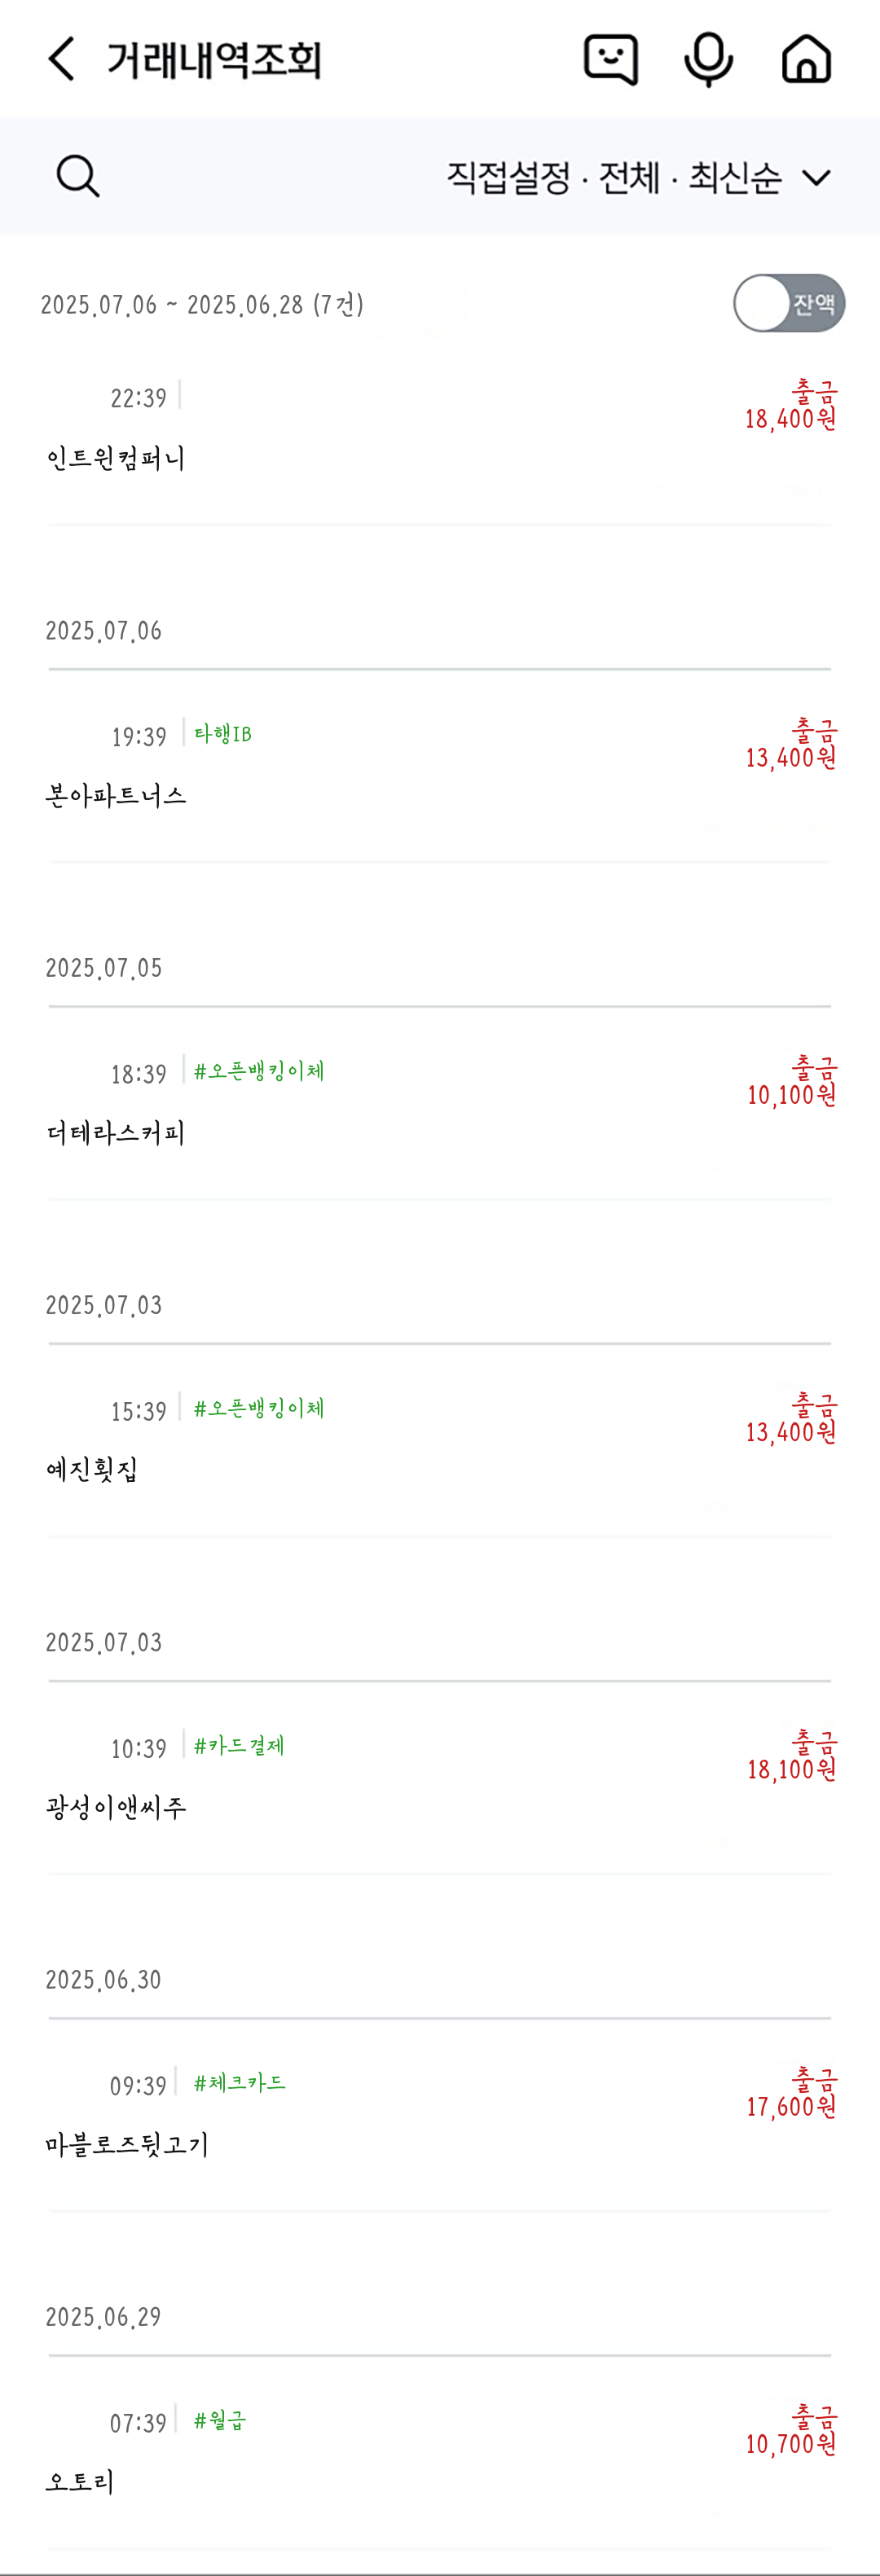 거래내역조회
직접설정 · 전체 · 최신순
2025.07.06 ~ 2025.06.28 (7건)
잔액
22:39
출금
18,400원
인트윈컴퍼니
2025.07.06
19:39 타행IB
출금
13,400원
본아파트너스
2025.07.05
18:39 #오픈뱅킹이체
출금
10,100원
더테라스커피
2025.07.03
15:39 #오픈뱅킹이체
출금
13,400원
예진횟집
2025.07.03
10:39 #카드결제
출금
18,100원
광성이앤씨주
2025.06.30
09:39 #체크카드
출금
17,600원
마블로즈뒷고기
2025.06.29
07:39 #월급
출금
10,700원
오토리